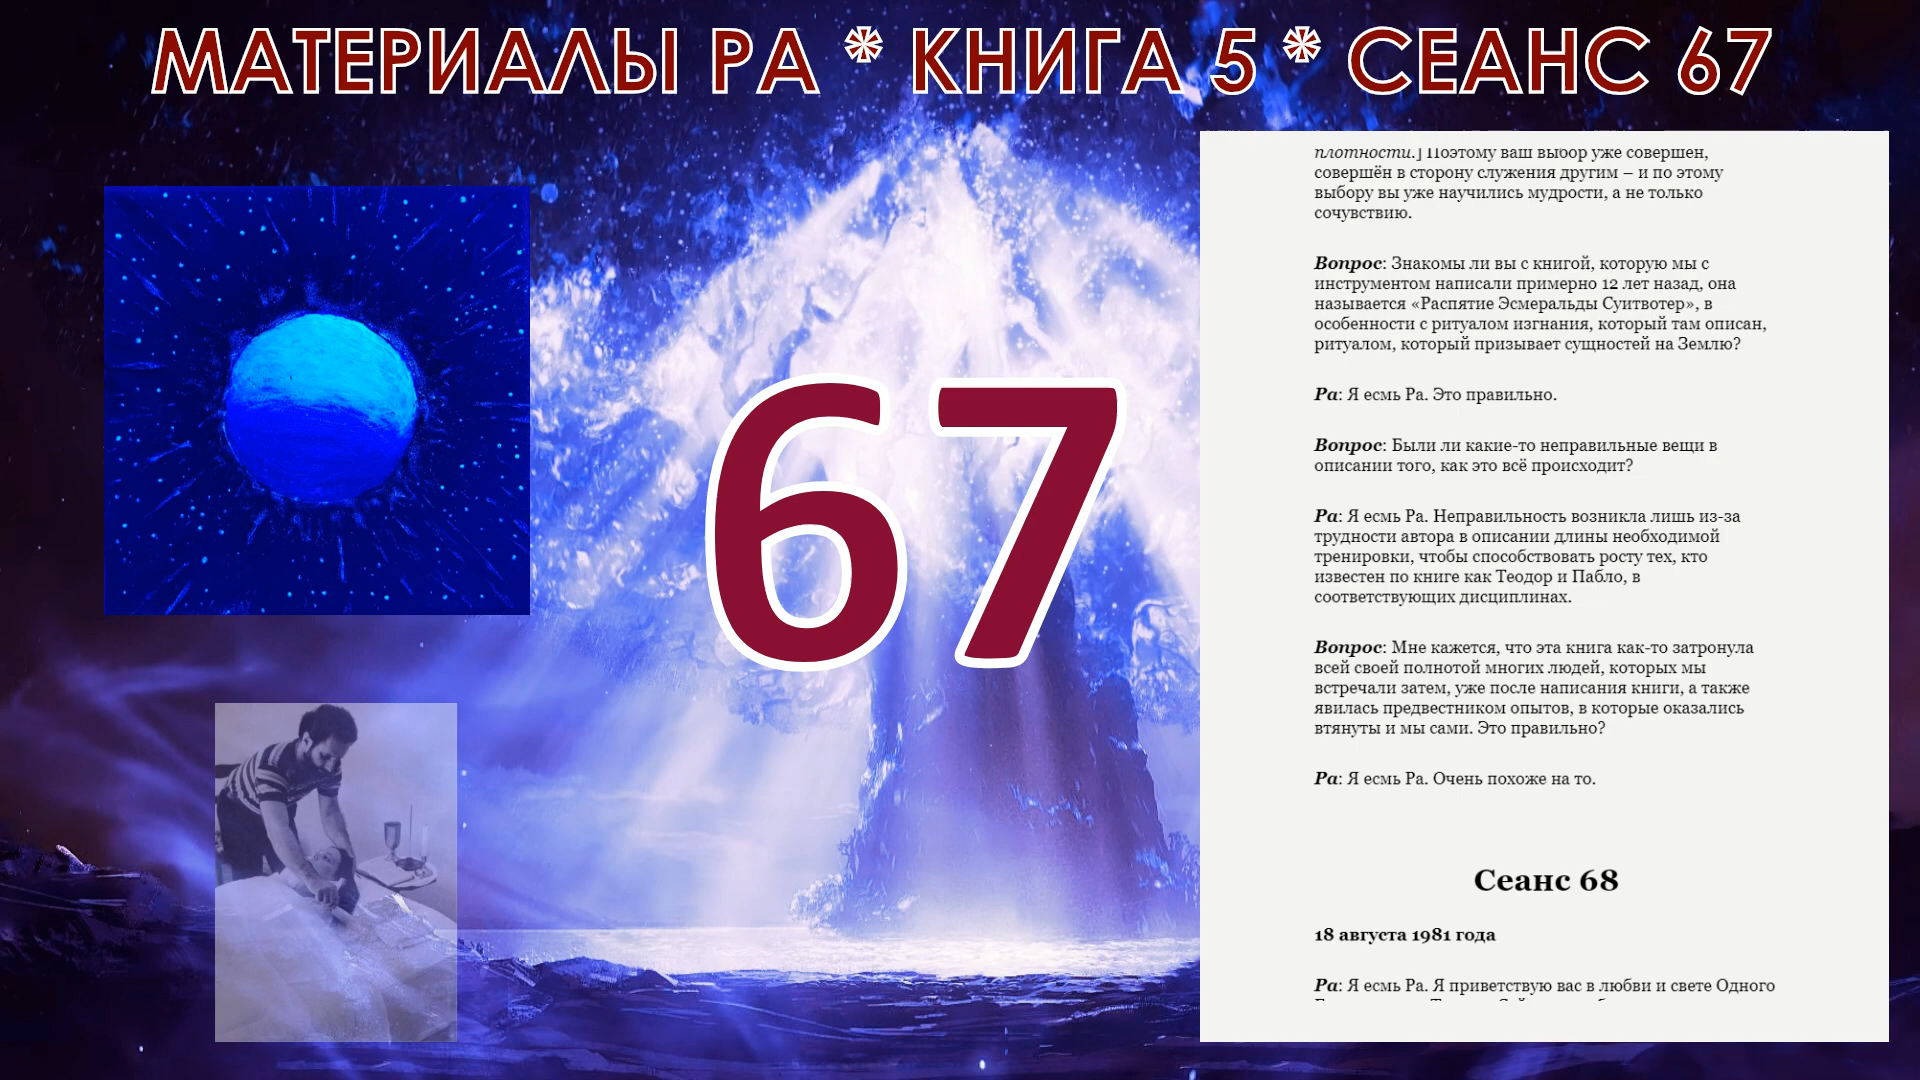 МАТЕРИАЛЫ РА * КНИГА 5 * СЕАНС 67
67
плотности.] Поэтому ваш выбор уже совершен,
совершён в сторону служения другим – и по этому
выбору вы уже научились мудрости, а не только
сочувствию.
Вопрос: Знакомы ли вы с книгой, которую мы с
инструментом написали примерно 12 лет назад, она
называется «Распятие Эсмеральды Суитвотер», в
особенности с ритуалом изгнания, который там описан,
ритуалом, который призывает сущностей на Землю?
Ра: Я есмь Ра. Это правильно.
Вопрос: Были ли какие-то неправильные вещи в
описании того, как это всё происходит?
Ра: Я есмь Ра. Неправильность возникла лишь из-за
трудности автора в описании длины необходимой
тренировки, чтобы способствовать росту тех, кто
известен по книге как Теодор и Пабло, в
соответствующих дисциплинах.
Вопрос: Мне кажется, что эта книга как-то затронула
всей своей полнотой многих людей, которых мы
встречали затем, уже после написания книги, а также
явилась предвестником опытов, в которые оказались
втянуты и мы сами. Это правильно?
Ра: Я есмь Ра. Очень похоже на то.
Сеанс 68
18 августа 1981 года
Ра: Я есмь Ра. Я приветствую вас в любви и свете Одного